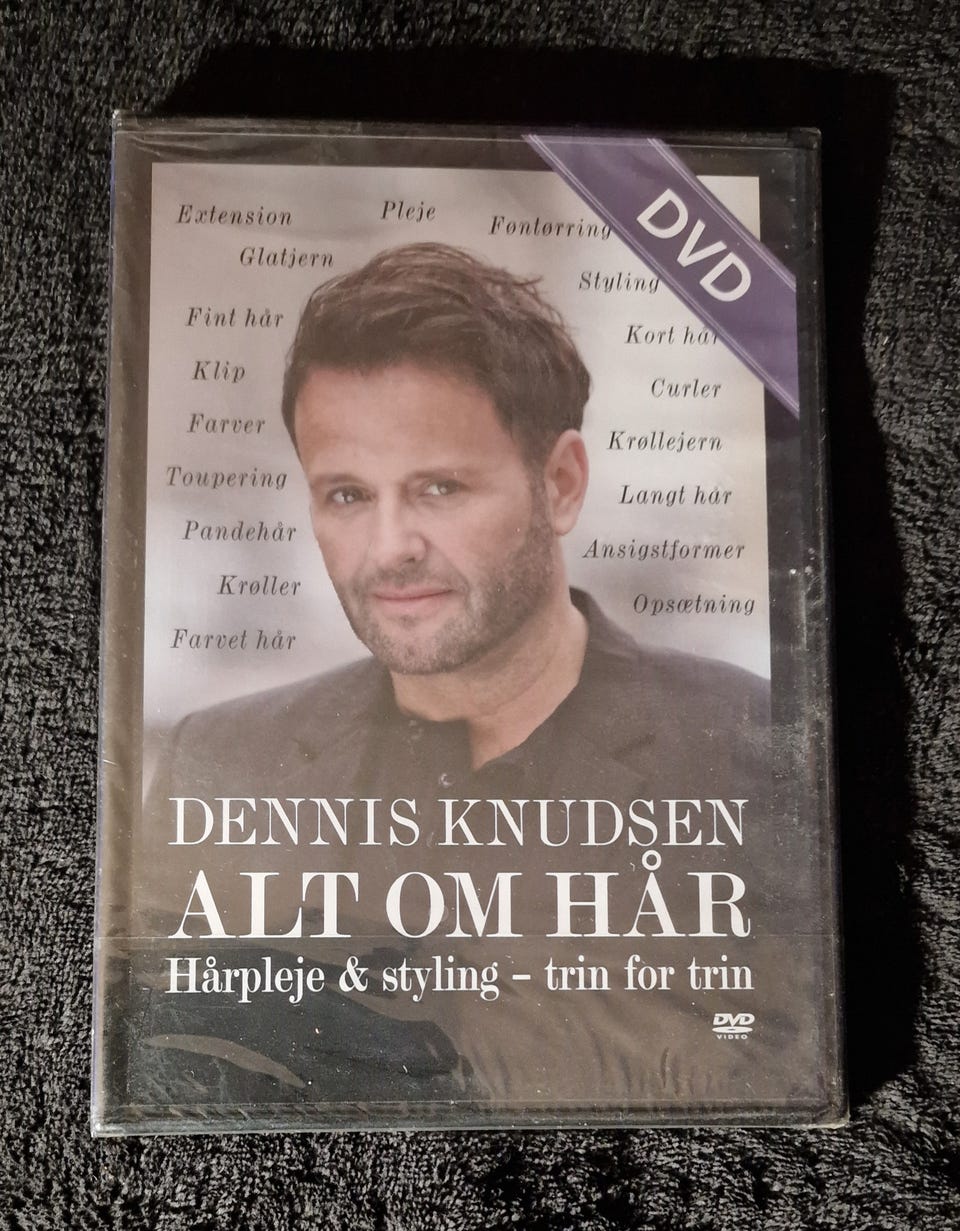 DVD
Extension
Pleje
Føntørring
Glatjern
Styling
Fint hår
Kort hår
Klip
Curler
Farver
Krøllejern
Toupering
Langt hår
Pandehår
Ansigstformer
Krøller
Opsætning
Farvet hår
DENNIS KNUDSEN
ALT OM HÅR
Hårpleje & styling – trin for trin
DVD
VIDEO